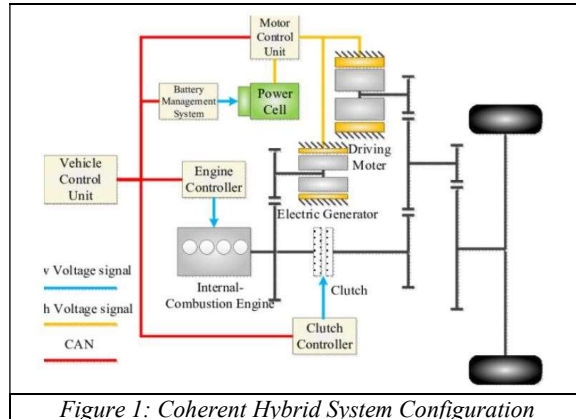 Motor
Control
Unit
Battery
Management
System
Power
Cell
Driving
Moter
Vehicle
Control
Unit
Engine
Controller
Electric Generator
w Voltage signal
Internal-
Combustion Engine
Clutch
h Voltage signal
CAN
Clutch
Controller
Figure 1: Coherent Hybrid System Configuration